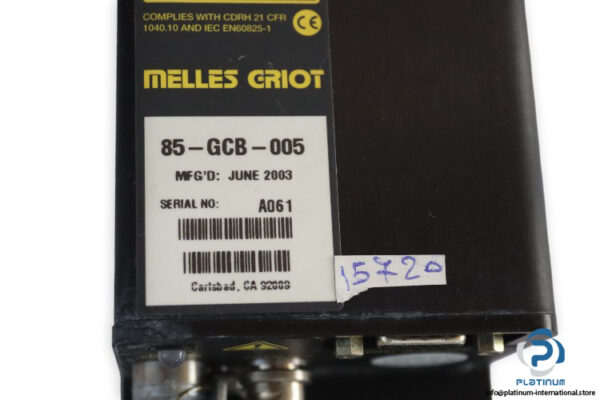 COMPLIES WITH CDRH 21 CFR
1040.10 AND IEC EN60825-1
CE
MELLES GRIOT
85-GCB-005
MFG'D: JUNE 2003
SERIAL NO: A061
Carlsbad, CA 92009
15720
PLATINUM
info@platinum-international.store